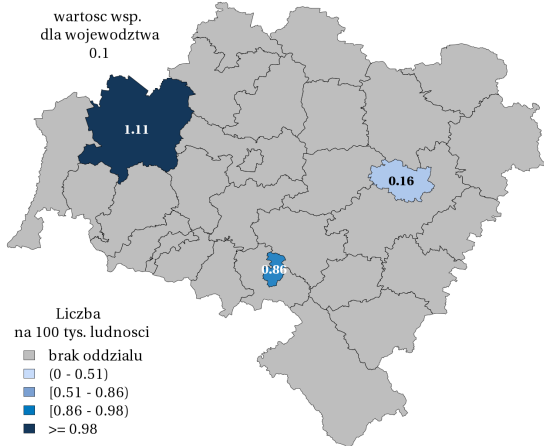 wartosc wsp.
dla wojewodztwa
0.1
1.11
0.16
0.86
Liczba
na 100 tys. ludnosci
brak oddzialu
(0 - 0.51)
[0.51 - 0.86)
[0.86 - 0.98)
>= 0.98